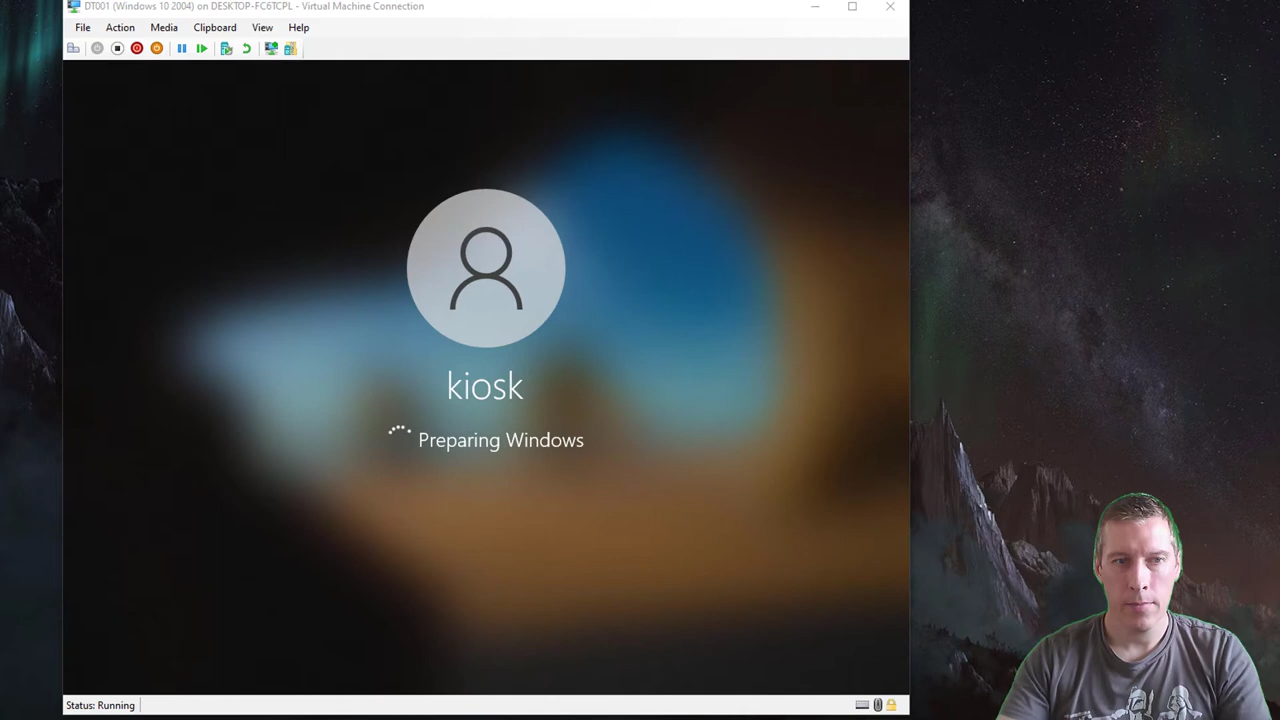 DT001 (Windows 10 2004) on DESKTOP-FC6TCPL - Virtual Machine Connection
File Action Media Clipboard View Help
kiosk
Preparing Windows
Status: Running